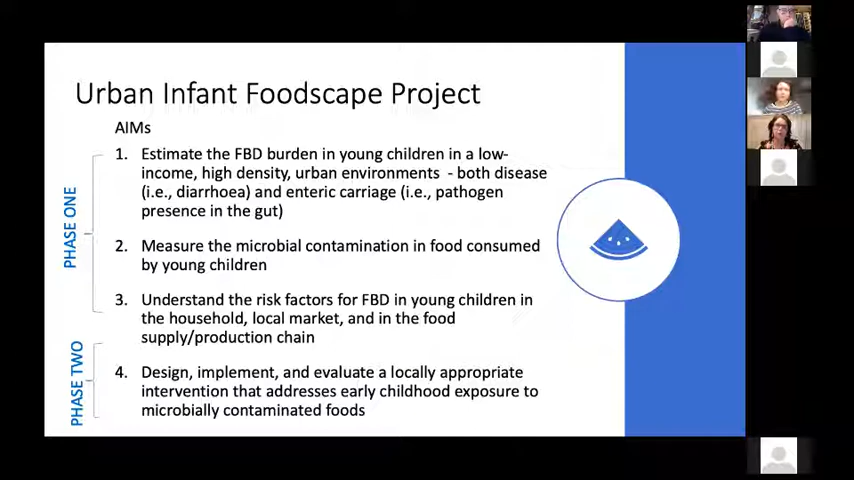 Urban Infant Foodscape Project
AIMs
PHASE ONE
1. Estimate the FBD burden in young children in a low-
income, high density, urban environments - both disease
(i.e., diarrhoea) and enteric carriage (i.e., pathogen
presence in the gut)
2. Measure the microbial contamination in food consumed
by young children
3. Understand the risk factors for FBD in young children in
the household, local market, and in the food
supply/production chain
PHASE TWO
4. Design, implement, and evaluate a locally appropriate
intervention that addresses early childhood exposure to
microbially contaminated foods